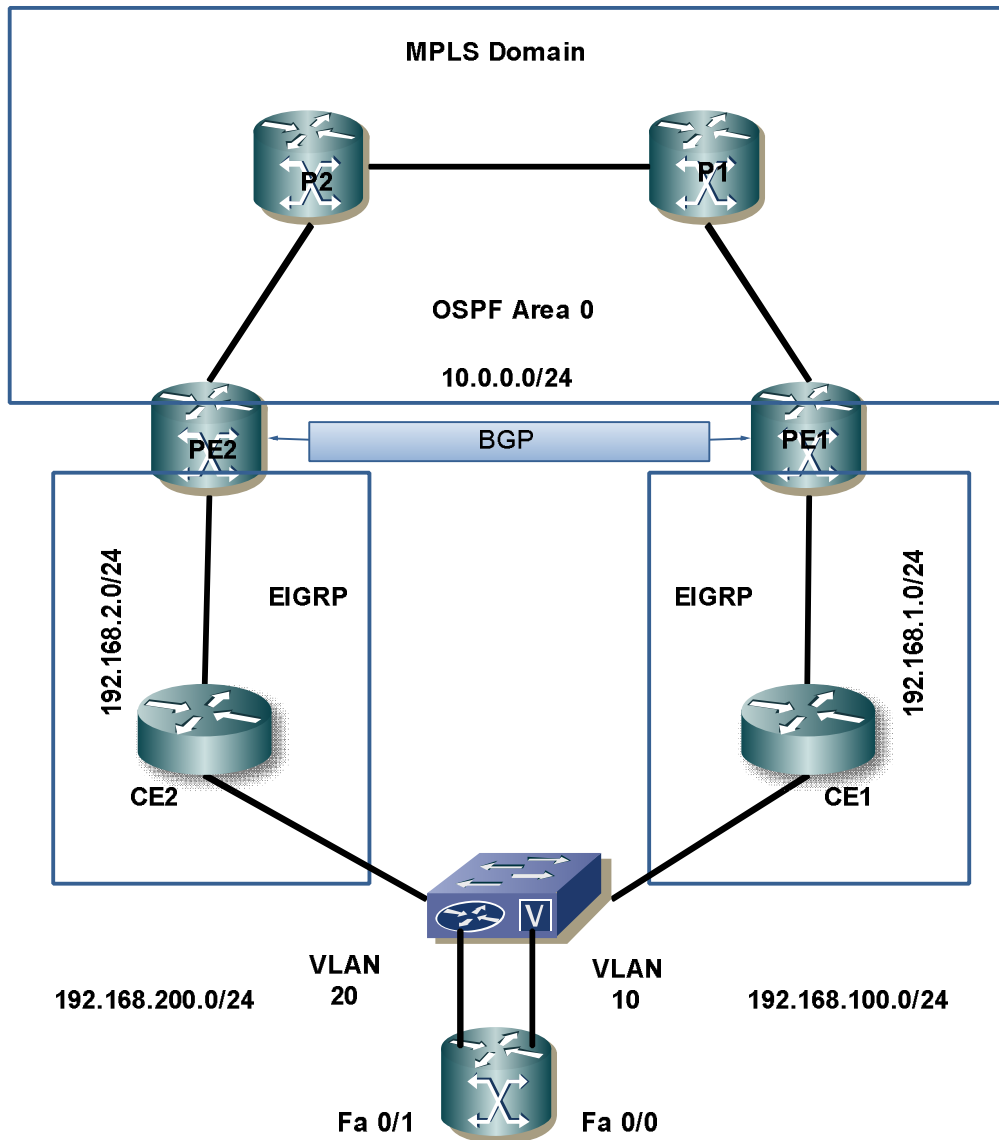 MPLS Domain
P2
P1
OSPF Area 0
10.0.0.0/24
PE2
BGP
PE1
192.168.2.0/24
EIGRP
EIGRP
192.168.1.0/24
CE2
CE1
V
VLAN
20
VLAN
10
192.168.200.0/24
192.168.100.0/24
Fa 0/1
Fa 0/0